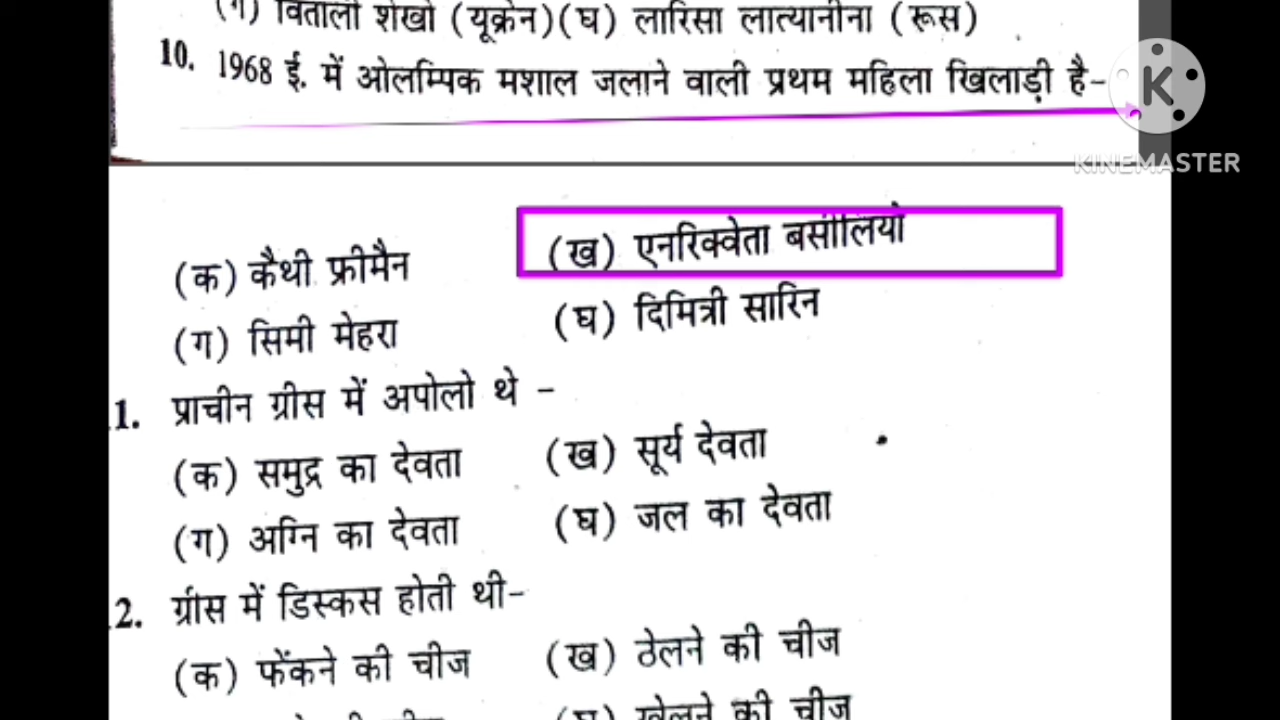 (ग) विताली शेर्खो (यूक्रेन)(घ) लारिसा लात्यानीना (रूस)
10. 1968 ई. में ओलम्पिक मशाल जलाने वाली प्रथम महिला खिलाड़ी है-
K
KINEMASTER
(क) कैथी फ्रीमैन (ख) एनरिक्वेता बसीलियो
(ग) सिमी मेहरा (घ) दिमित्री सारिन
1. प्राचीन ग्रीस में अपोलो थे -
(क) समुद्र का देवता (ख) सूर्य देवता
(ग) अग्नि का देवता (घ) जल का देवता
2. ग्रीस में डिस्कस होती थी-
(क) फेंकने की चीज (ख) ठेलने की चीज
(घ) खेलने की चीज